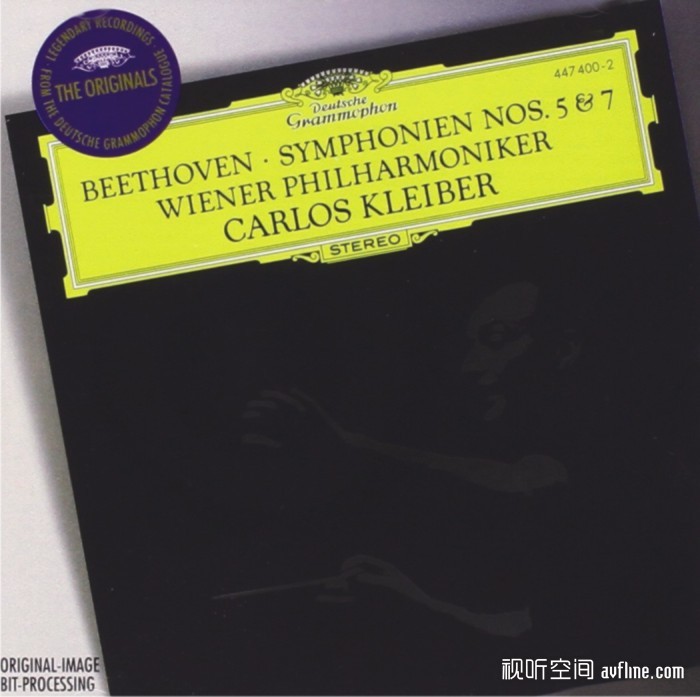 LEGENDARY RECORDINGS
THE ORIGINALS
FROM THE DEUTSCHE GRAMMOPHON CATALOGUE
447 400-2
Deutsche
Grammophon
BEETHOVEN · SYMPHONIEN NOS. 5 & 7
WIENER PHILHARMONIKER
CARLOS KLEIBER
STEREO
ORIGINAL-IMAGE
BIT-PROCESSING
视听空间 avfline.com